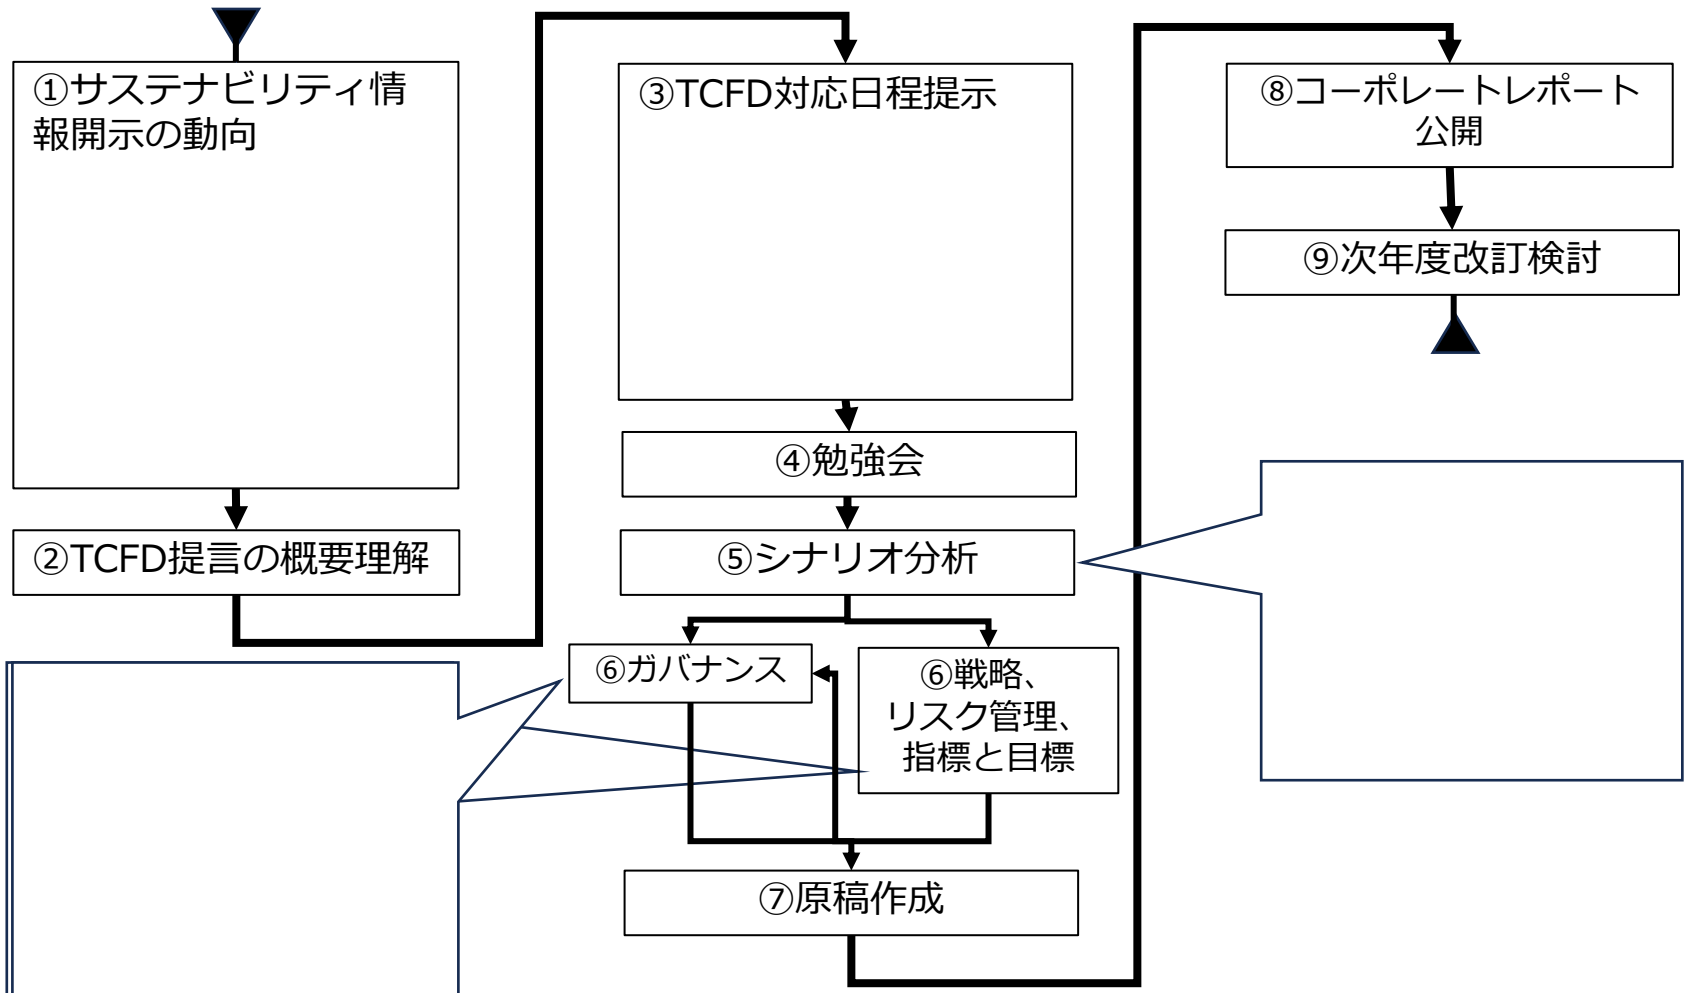 ①サステナビリティ情
報開示の動向
②TCFD提言の概要理解
③TCFD対応日程提示
④勉強会
⑤シナリオ分析
⑥ガバナンス
⑥戦略、
リスク管理、
指標と目標
⑦原稿作成
⑧コーポレートレポート
公開
⑨次年度改訂検討